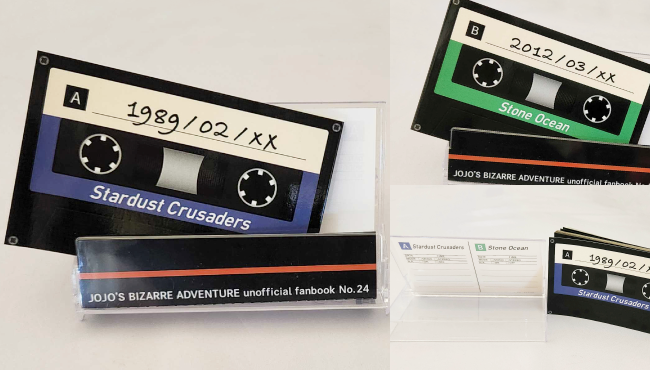 A
1989/02/XX
Stardust Crusaders
JOJO'S BIZARRE ADVENTURE unofficial fanbook No.24
B
2012/03/XX
Stone Ocean
JOJO'S BIZARRE ADVENTURE unofficial fanbook
A Stardust Crusaders
B Stone Ocean
A
1989/02/
Stardust Crusaders